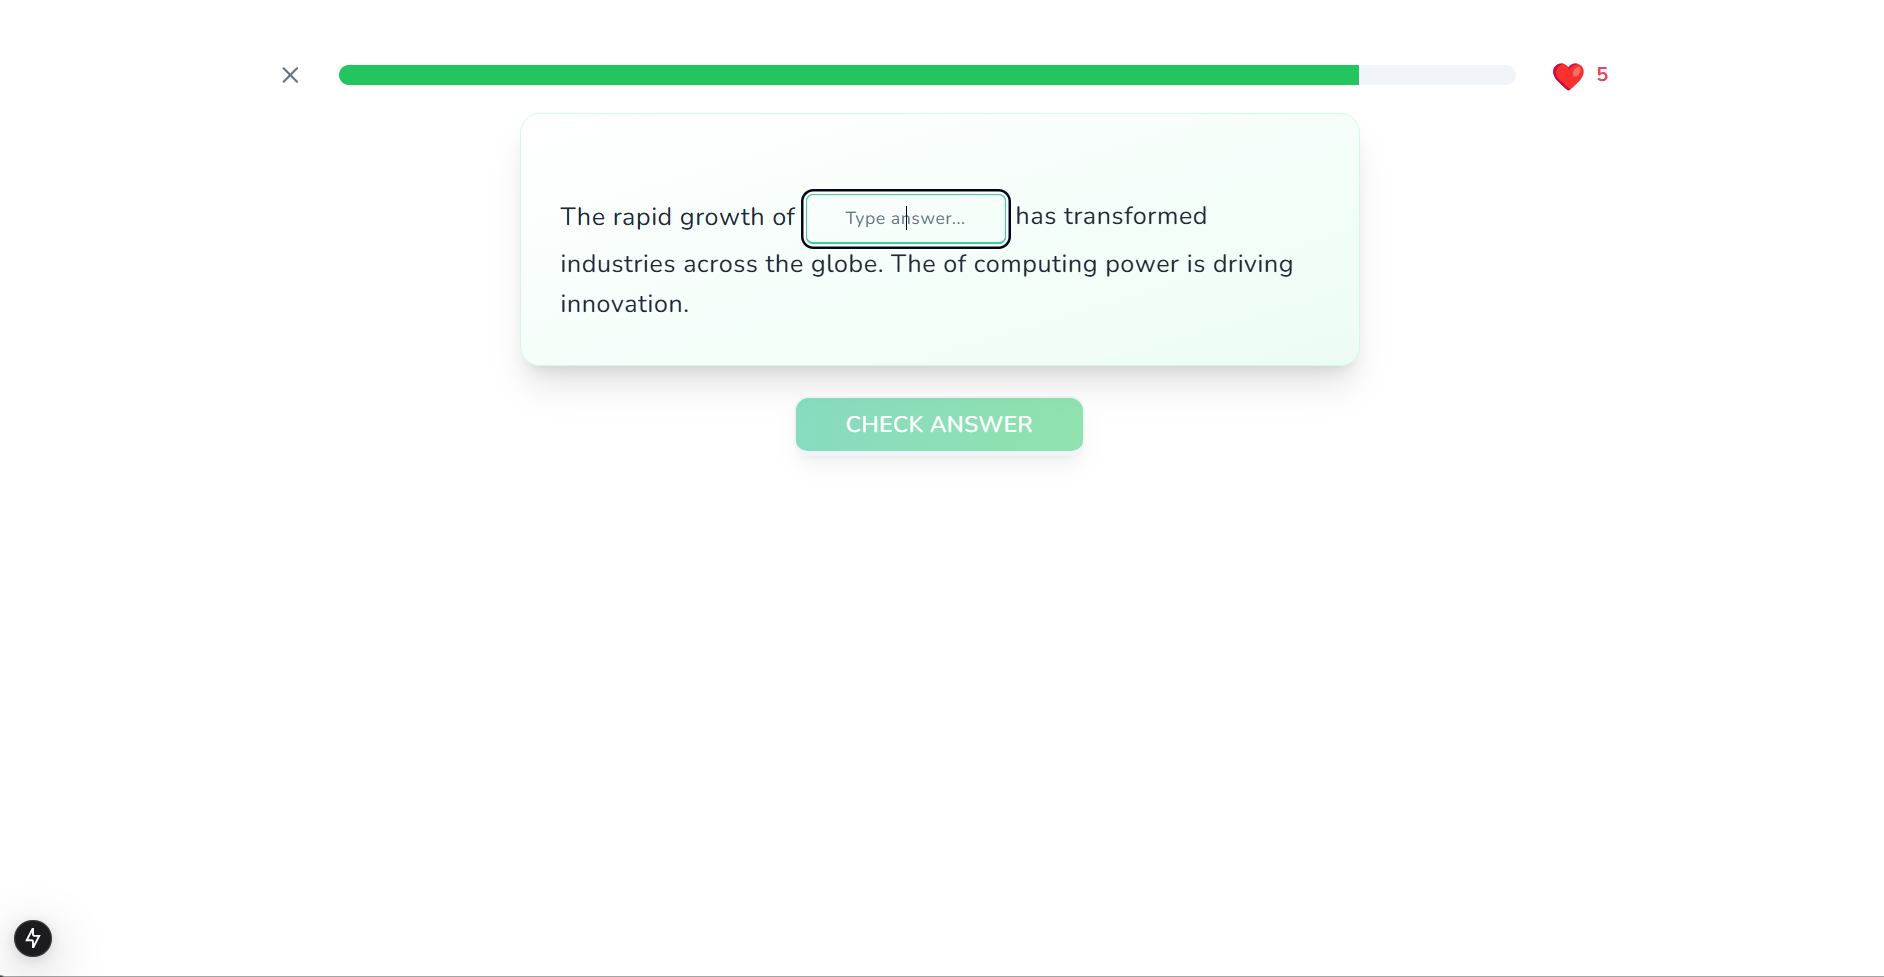 5
The rapid growth of Type answer... has transformed
industries across the globe. The of computing power is driving
innovation.
CHECK ANSWER